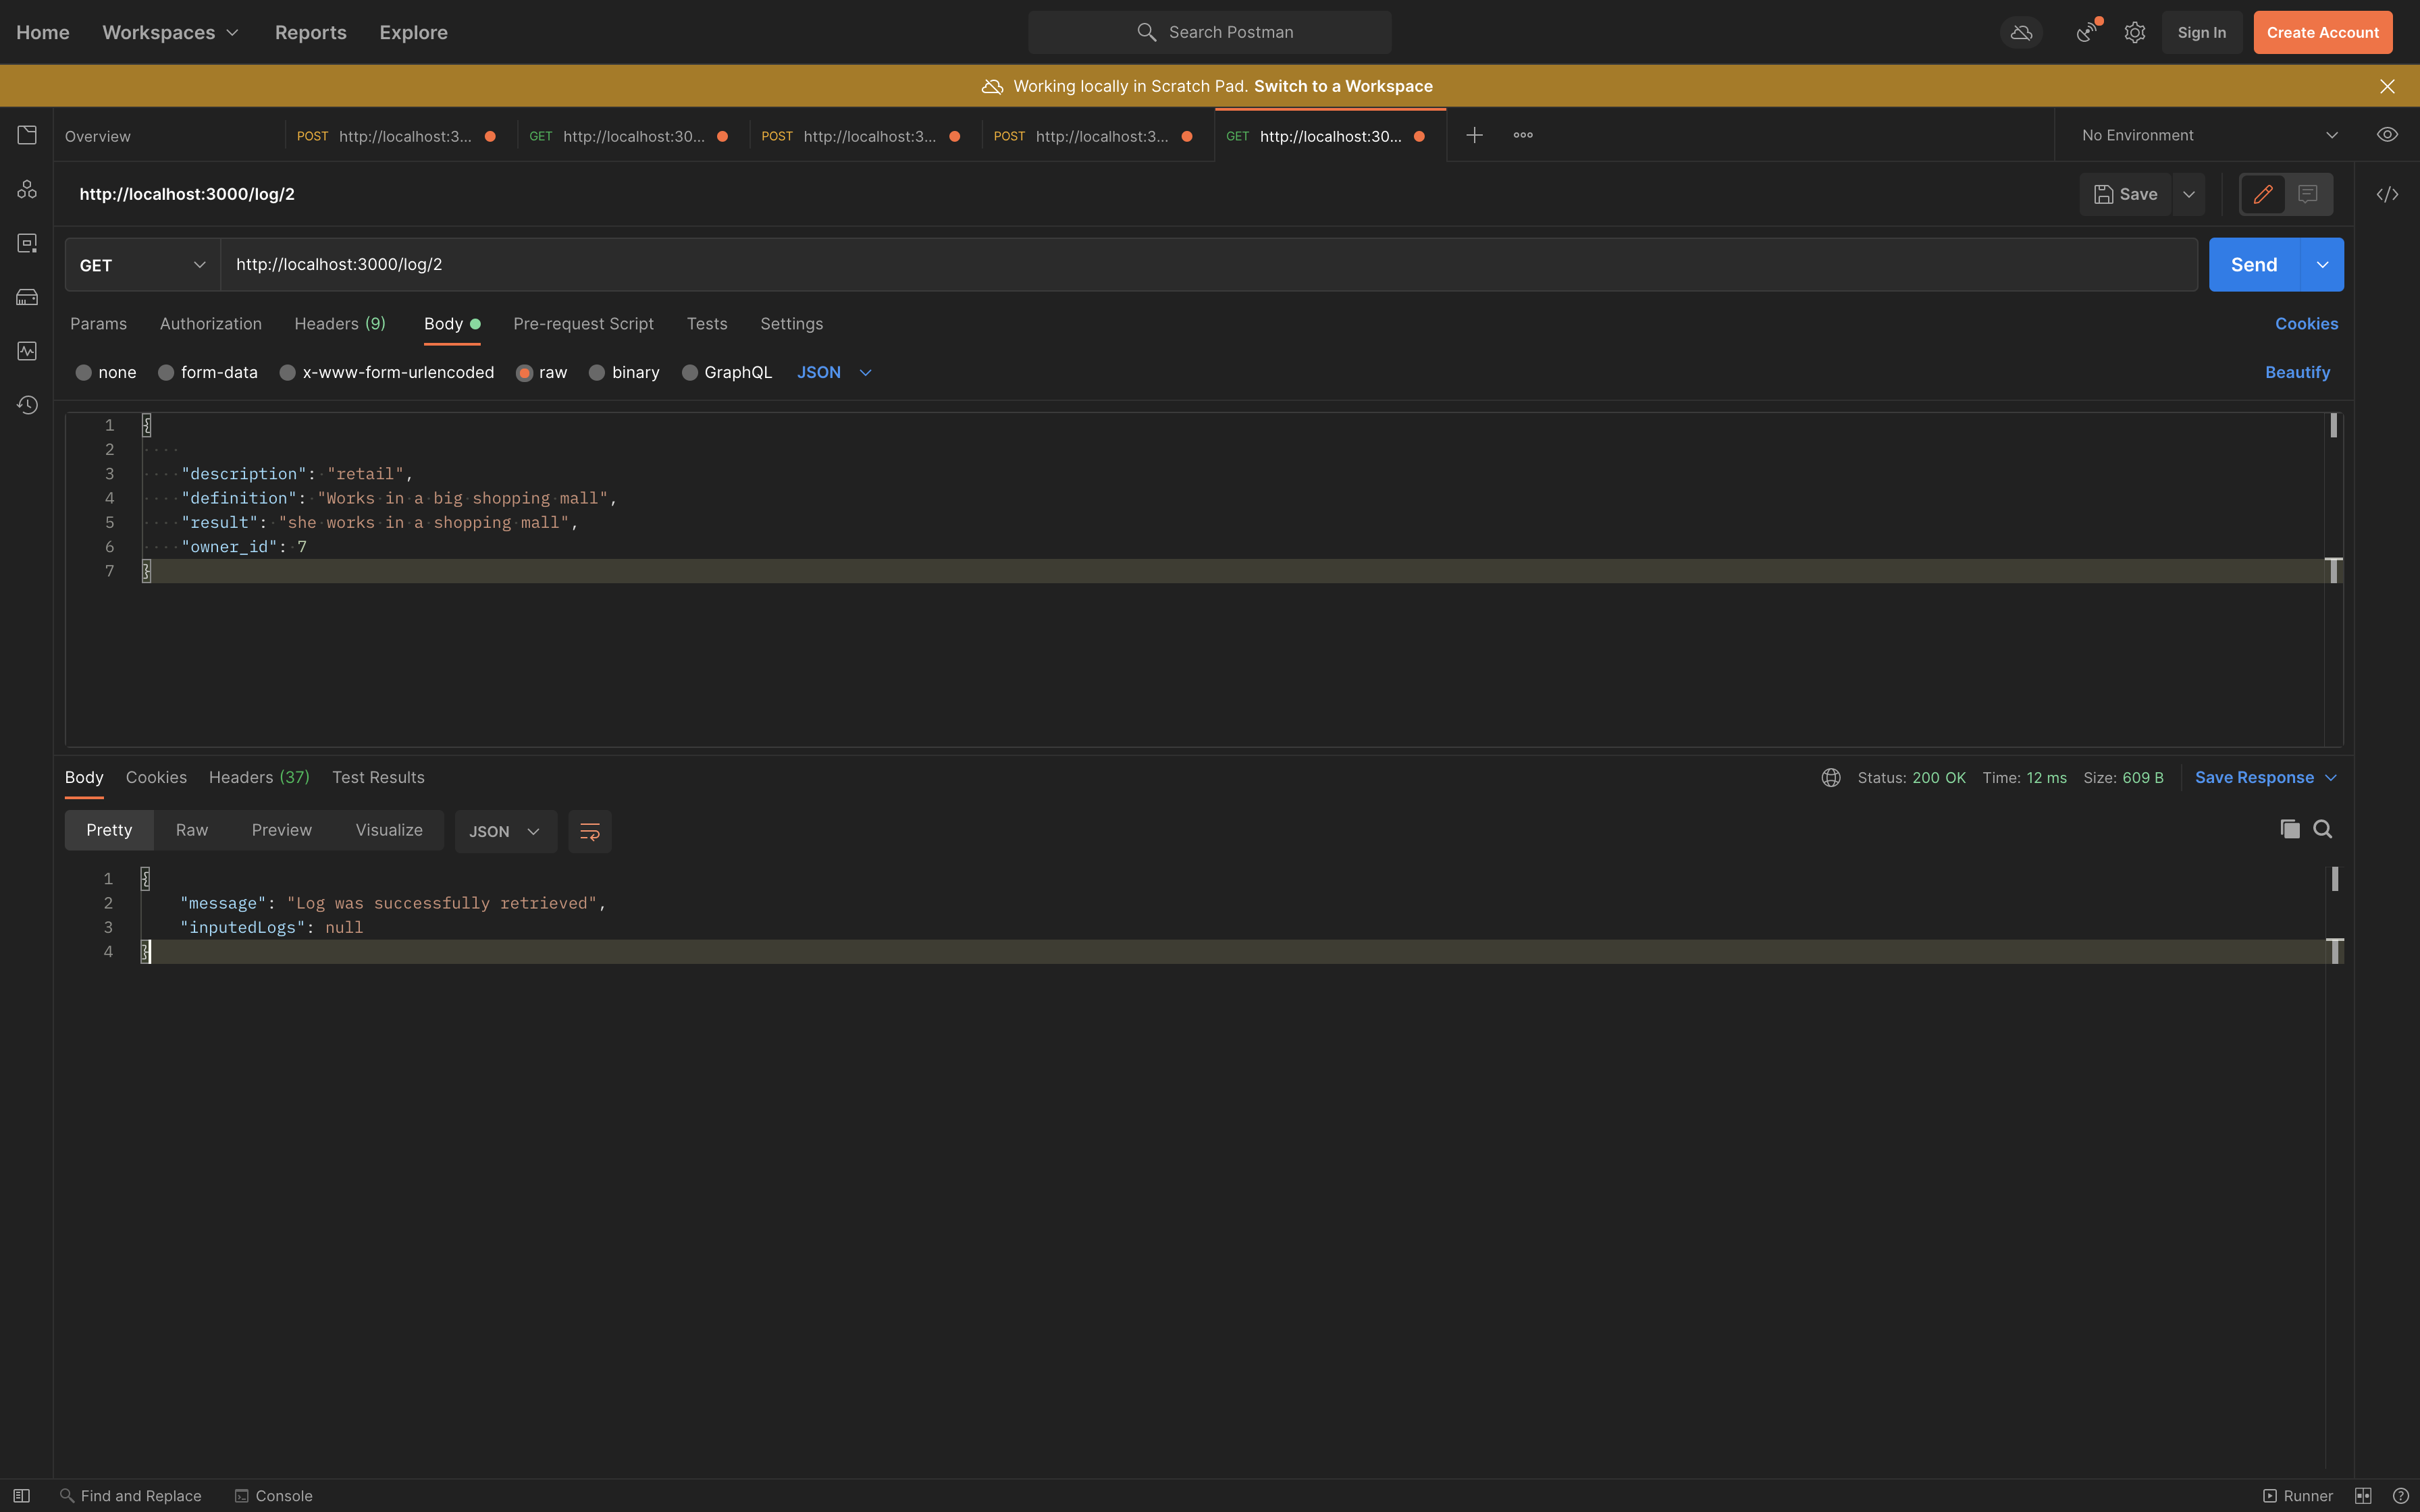 Home Workspaces Reports Explore Search Postman Sign In Create Account
Working locally in Scratch Pad. Switch to a Workspace
Overview POST http://localhost:3... GET http://localhost:30... POST http://localhost:3... POST http://localhost:3... GET http://localhost:30... No Environment
http://localhost:3000/log/2 Save
GET http://localhost:3000/log/2 Send
Params Authorization Headers (9) Body Pre-request Script Tests Settings Cookies
none form-data x-www-form-urlencoded raw binary GraphQL JSON Beautify
1 {
2
3 "description": "retail",
4 "definition": "Works in a big shopping mall",
5 "result": "she works in a shopping mall",
6 "owner_id": 7
7 }
Body Cookies Headers (37) Test Results Status: 200 OK Time: 12 ms Size: 609 B Save Response
Pretty Raw Preview Visualize JSON
1 {
2 "message": "Log was successfully retrieved",
3 "inputedLogs": null
4 }
Find and Replace Console Runner